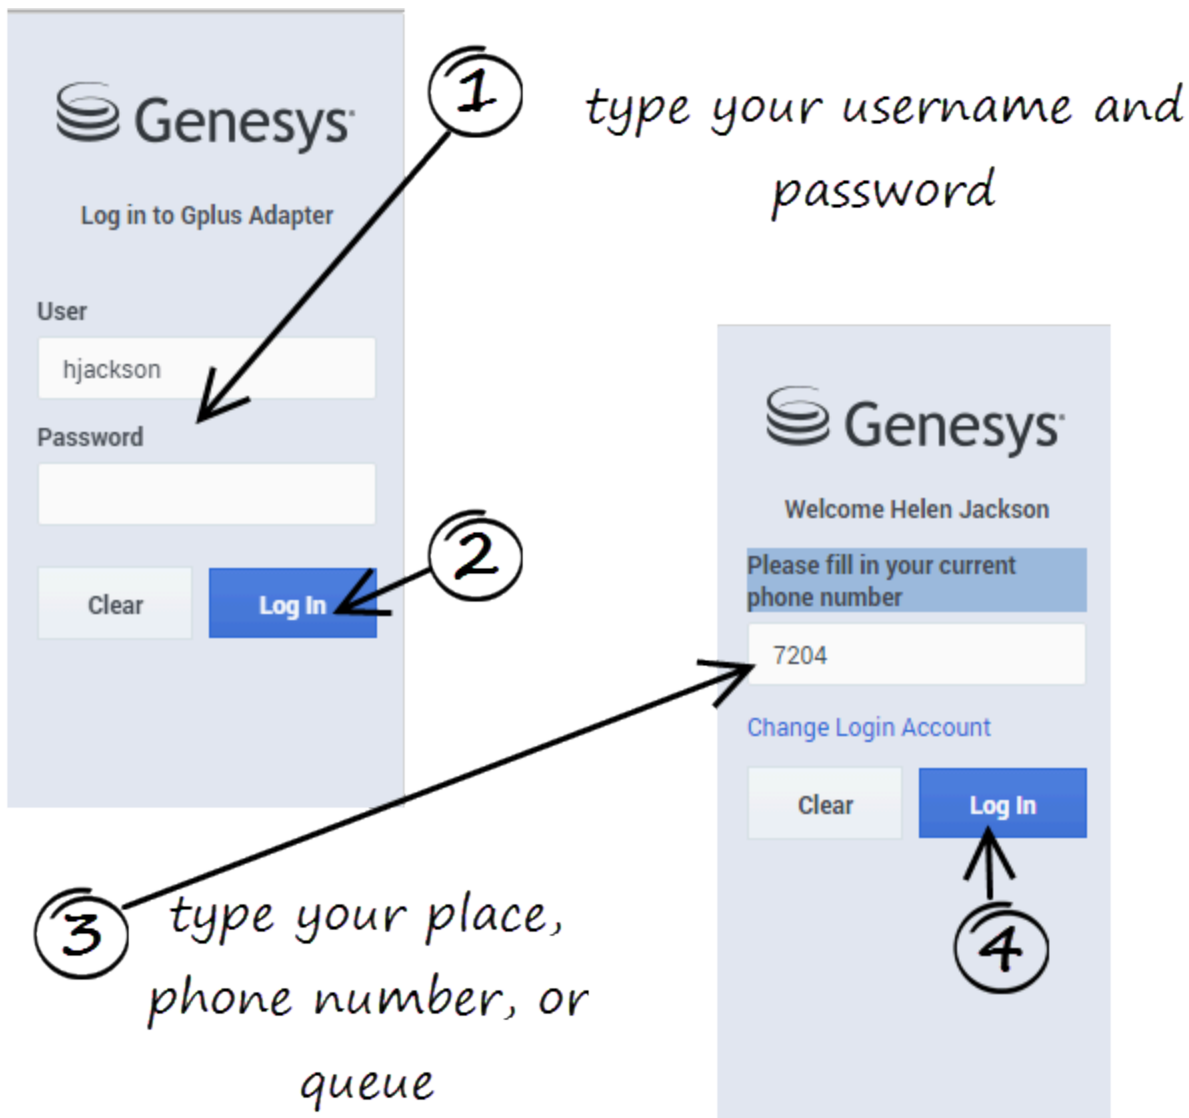 Genesys
Log in to Gplus Adapter
User
hjackson
Password
Clear
Log In
1
type your username and
password
2
Genesys
Welcome Helen Jackson
Please fill in your current
phone number
7204
Change Login Account
Clear
Log In
3
type your place,
phone number, or
queue
4